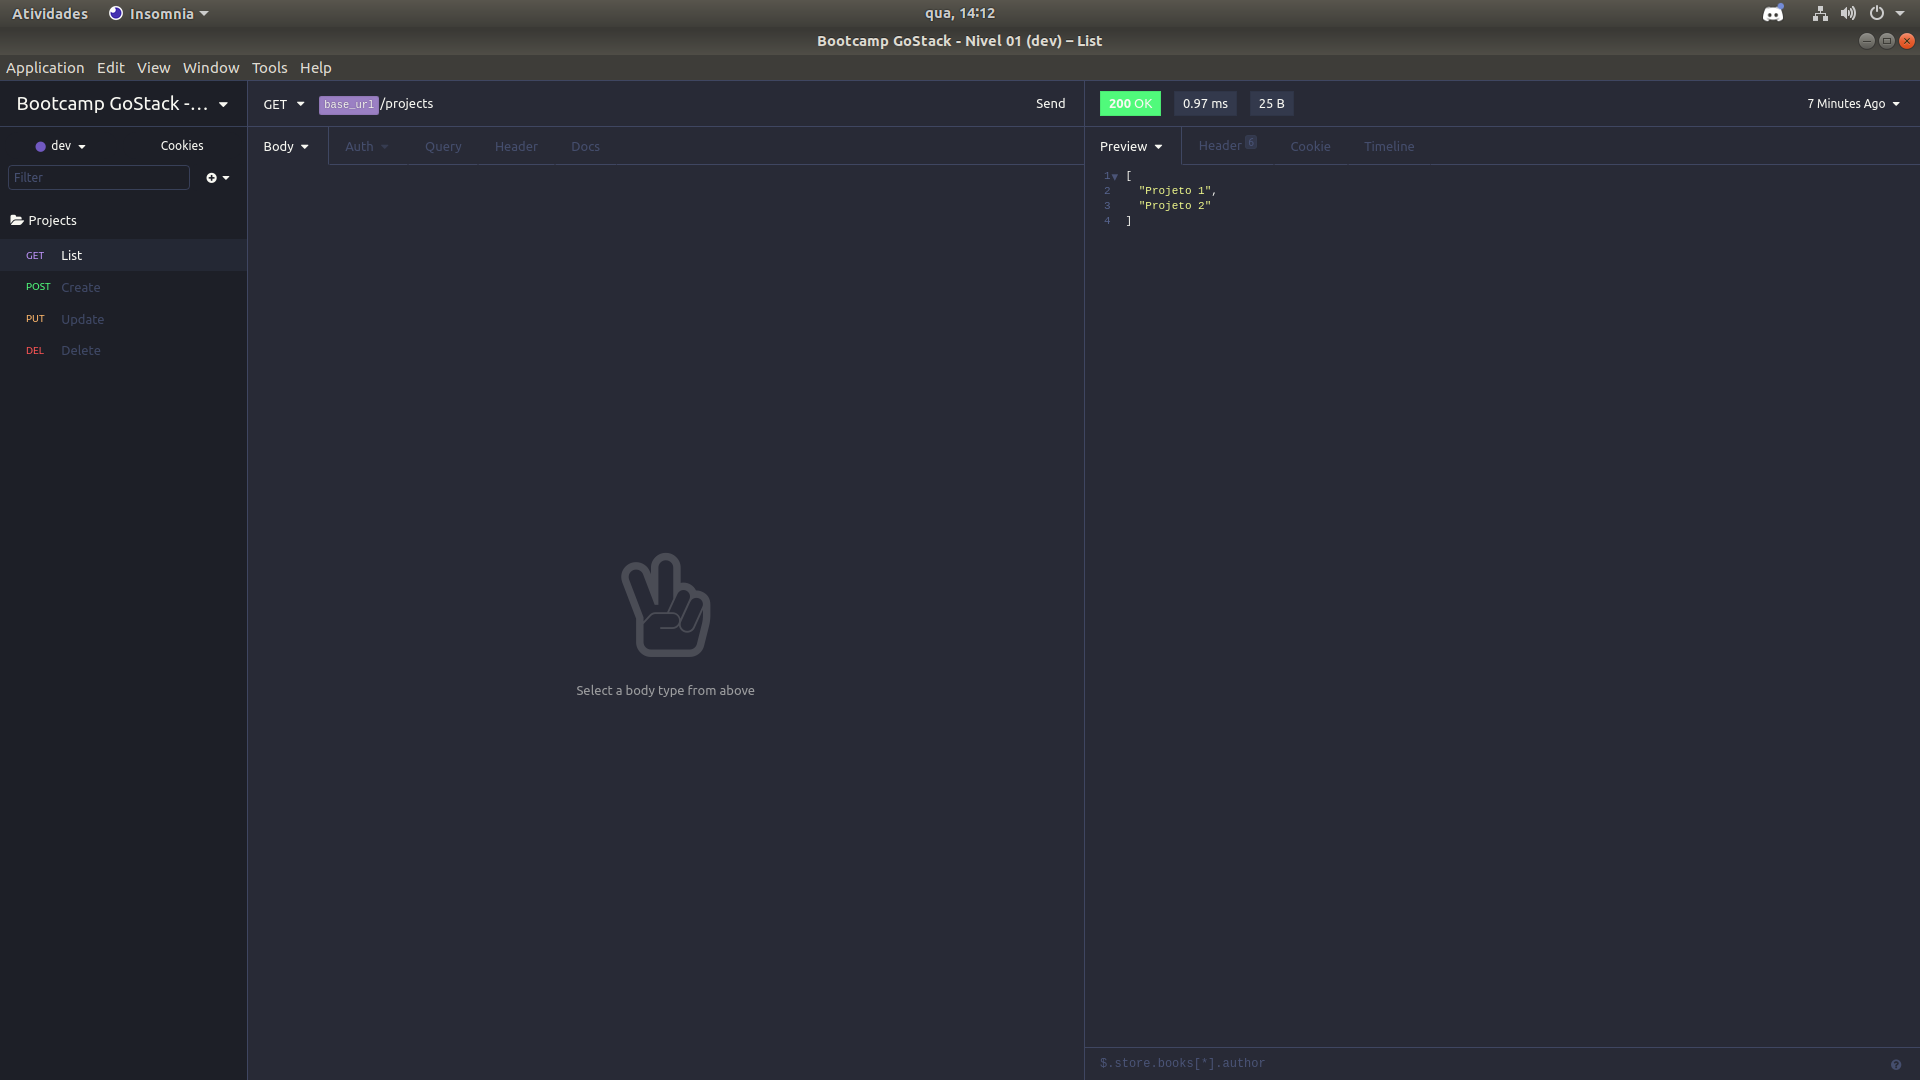 Atividades Insomnia qua, 14:12
Bootcamp GoStack - Nivel 01 (dev) – List
Application Edit View Window Tools Help
Bootcamp GoStack -... GET base_url/projects Send 200 OK 0.97 ms 25 B 7 Minutes Ago
dev Cookies Body Auth Query Header Docs Preview Header 6 Cookie Timeline
Filter
1 [
2 "Projeto 1",
3 "Projeto 2"
4 ]
Projects
GET List
POST Create
PUT Update
DEL Delete
Select a body type from above
$.store.books[*].author